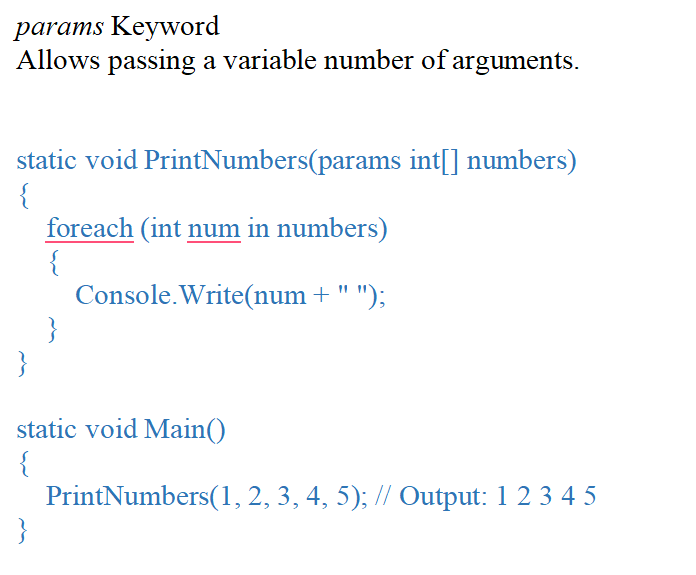 params Keyword
Allows passing a variable number of arguments.
static void PrintNumbers(params int[] numbers)
{
foreach (int num in numbers)
{
Console.Write(num + " ");
}
}
static void Main()
{
PrintNumbers(1, 2, 3, 4, 5); // Output: 1 2 3 4 5
}